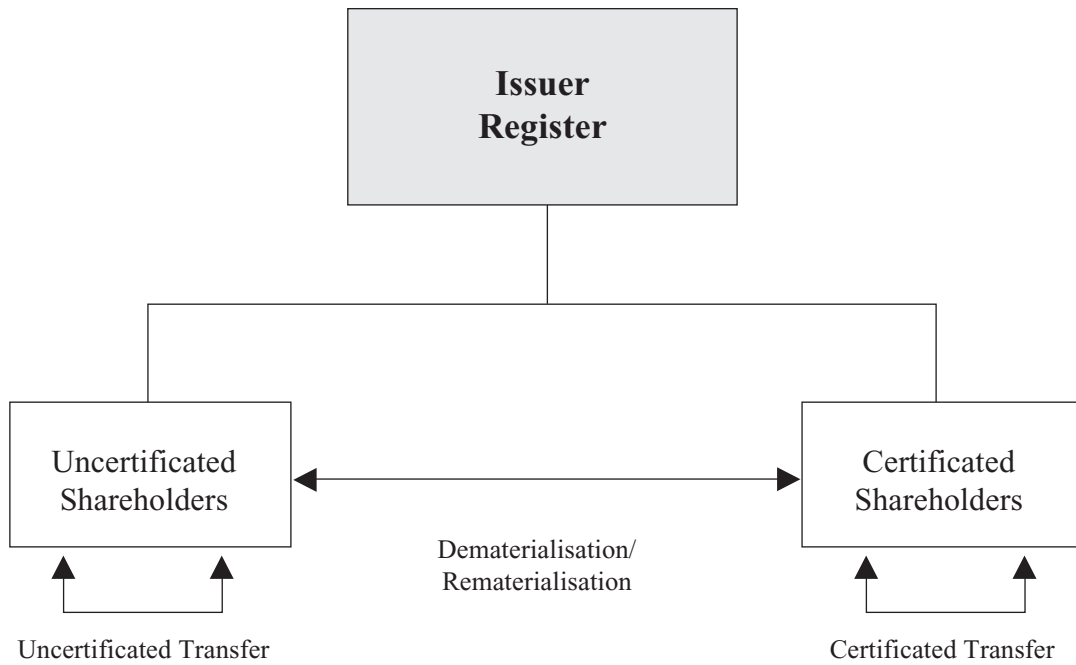 Issuer
Register
Uncertificated
Shareholders
Certificated
Shareholders
Dematerialisation/
Rematerialisation
Uncertificated Transfer
Certificated Transfer